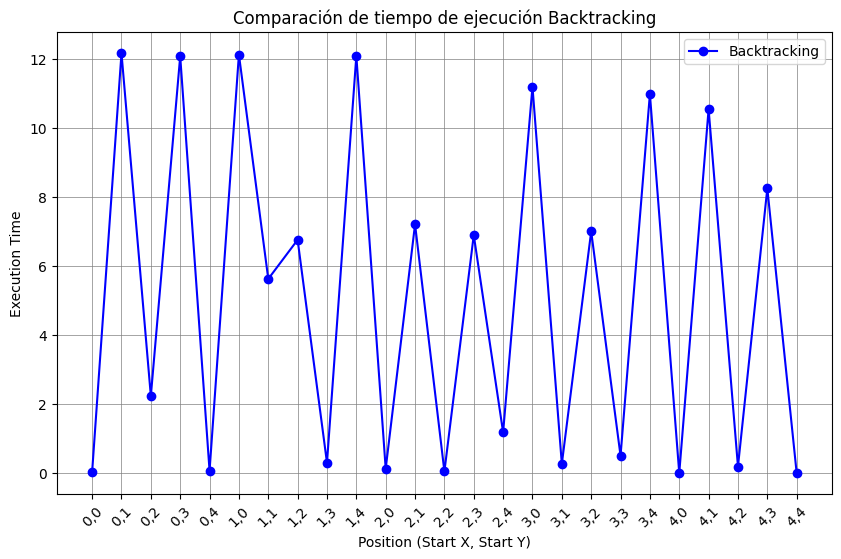 Comparación de tiempo de ejecución Backtracking
Backtracking
12
10
8
6
4
2
0
Execution Time
0,0 0,1 0,2 0,3 0,4 1,0 1,1 1,2 1,3 1,4 2,0 2,1 2,2 2,3 2,4 3,0 3,1 3,2 3,3 3,4 4,0 4,1 4,2 4,3 4,4
Position (Start X, Start Y)